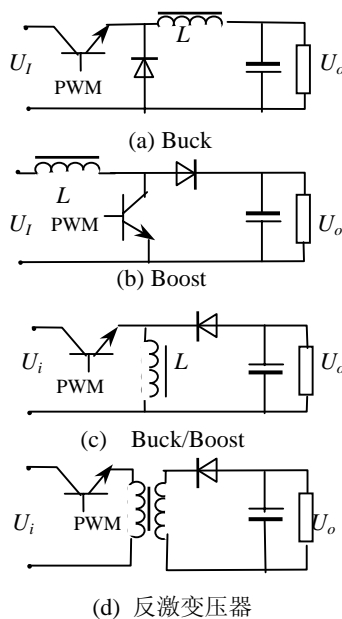 L
U_I
PWM
U_o
(a) Buck
L
U_I
PWM
U_o
(b) Boost
U_i
PWM
L
U_o
(c) Buck/Boost
U_i
PWM
U_o
(d) 反激变压器